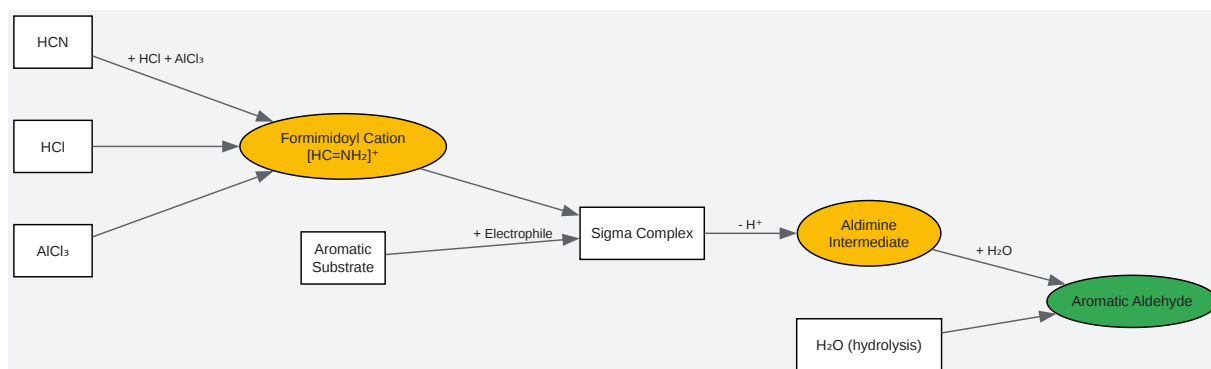 HCN
+ HCl + AlCl₃
HCl
Formimidoyl Cation
[HC=NH₂]⁺
AlCl₃
Aromatic
Substrate
+ Electrophile
Sigma Complex
- H⁺
Aldimine
Intermediate
+ H₂O
Aromatic Aldehyde
H₂O (hydrolysis)